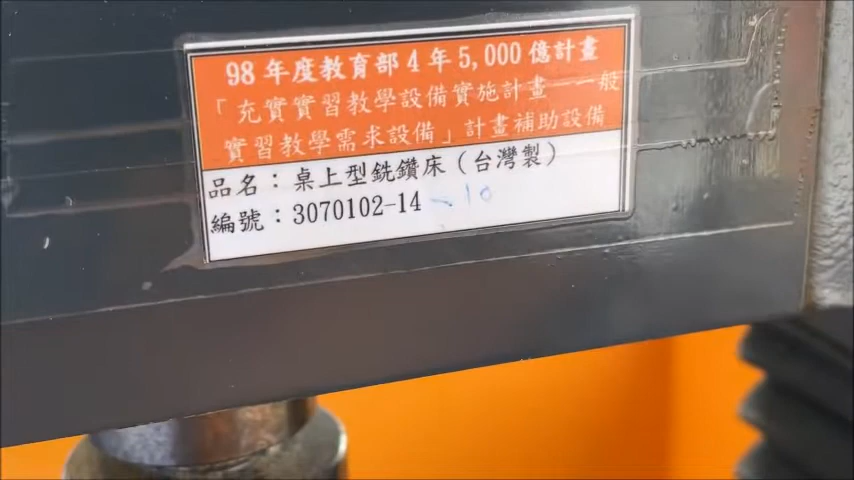 98年度教育部4年5,000億計畫
「充實實習教學設備實施計畫—一般
實習教學需求設備」計畫補助設備
品名：桌上型銑鑽床（台灣製）
編號：3070102-14 -10